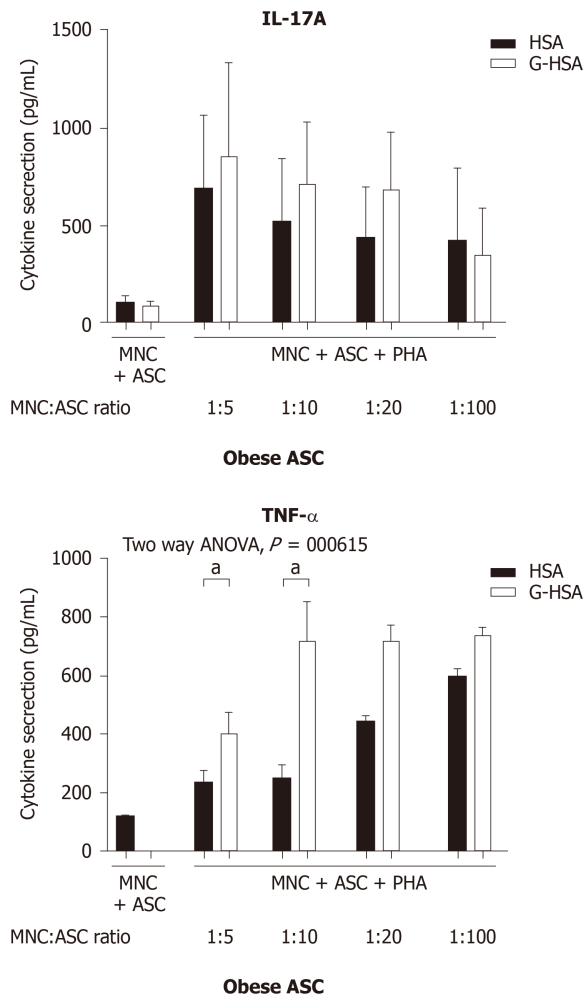 IL-17A
1500
1000
500
0
Cytokine secrection (pg/mL)
HSA
G-HSA
MNC
+ ASC
MNC + ASC + PHA
MNC:ASC ratio 1:5 1:10 1:20 1:100
Obese ASC
TNF-α
Two way ANOVA, P = 000615
1000
800
600
400
200
0
Cytokine secrection (pg/mL)
a a
HSA
G-HSA
MNC
+ ASC
MNC + ASC + PHA
MNC:ASC ratio 1:5 1:10 1:20 1:100
Obese ASC